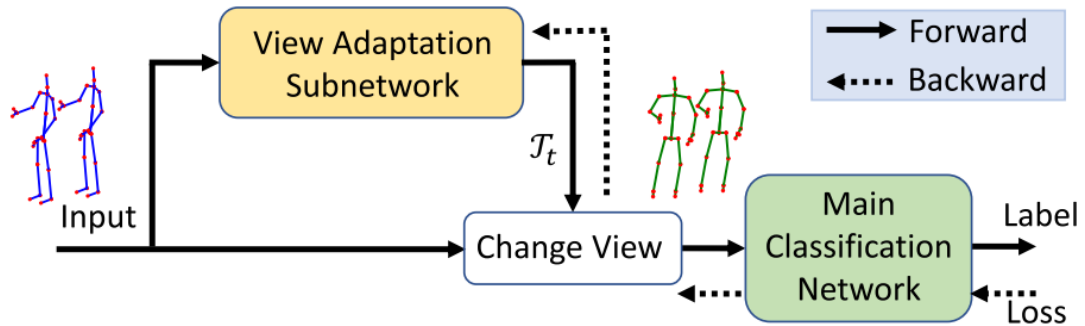 View Adaptation
Subnetwork
Forward
Backward
𝒯t
Input
Change View
Main
Classification
Network
Label
Loss